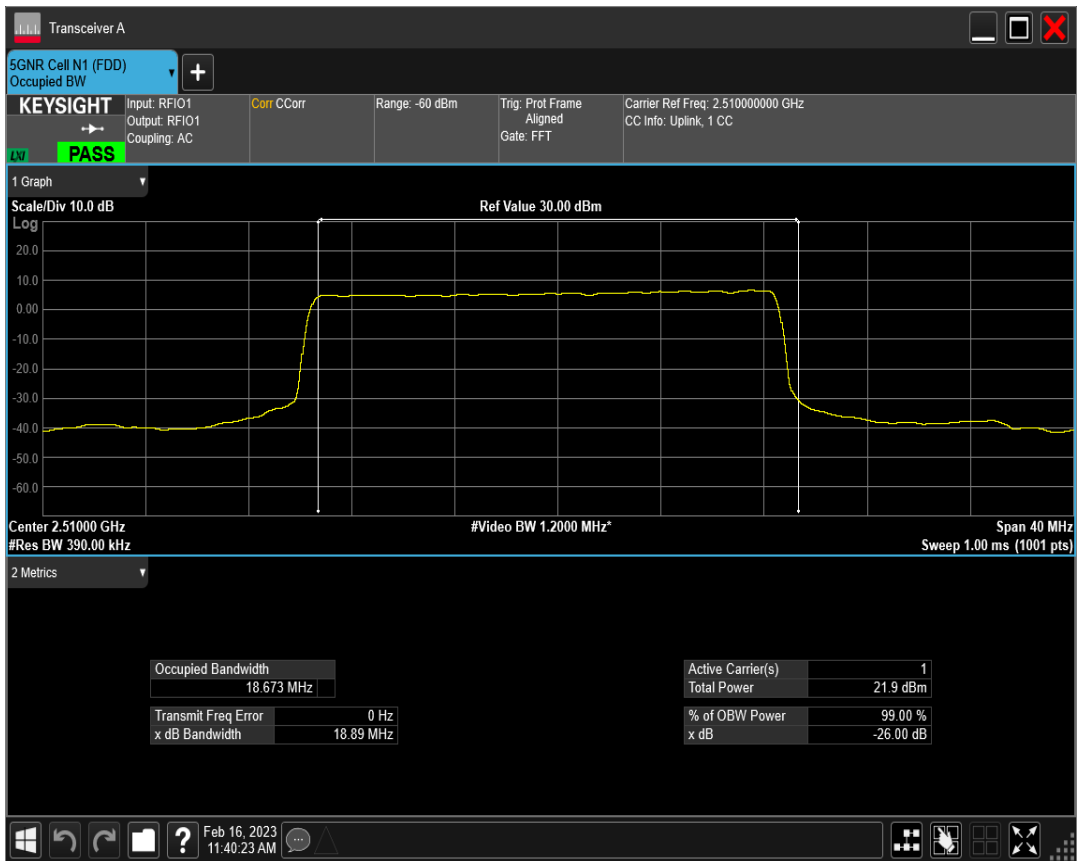 Transceiver A
5GNR Cell N1 (FDD)
Occupied BW
+
KEYSIGHT
LXI
PASS
Input: RFIO1
Output: RFIO1
Coupling: AC
Corr CCorr
Range: -60 dBm
Trig: Prot Frame
Aligned
Gate: FFT
Carrier Ref Freq: 2.510000000 GHz
CC Info: Uplink, 1 CC
1 Graph
Scale/Div 10.0 dB
Ref Value 30.00 dBm
Log
20.0
10.0
0.00
-10.0
-20.0
-30.0
-40.0
-50.0
-60.0
Center 2.51000 GHz
#Video BW 1.2000 MHz*
Span 40 MHz
#Res BW 390.00 kHz
Sweep 1.00 ms (1001 pts)
2 Metrics
Occupied Bandwidth
18.673 MHz
Transmit Freq Error 0 Hz
x dB Bandwidth 18.89 MHz
Active Carrier(s) 1
Total Power 21.9 dBm
% of OBW Power 99.00 %
x dB -26.00 dB
?
Feb 16, 2023
11:40:23 AM